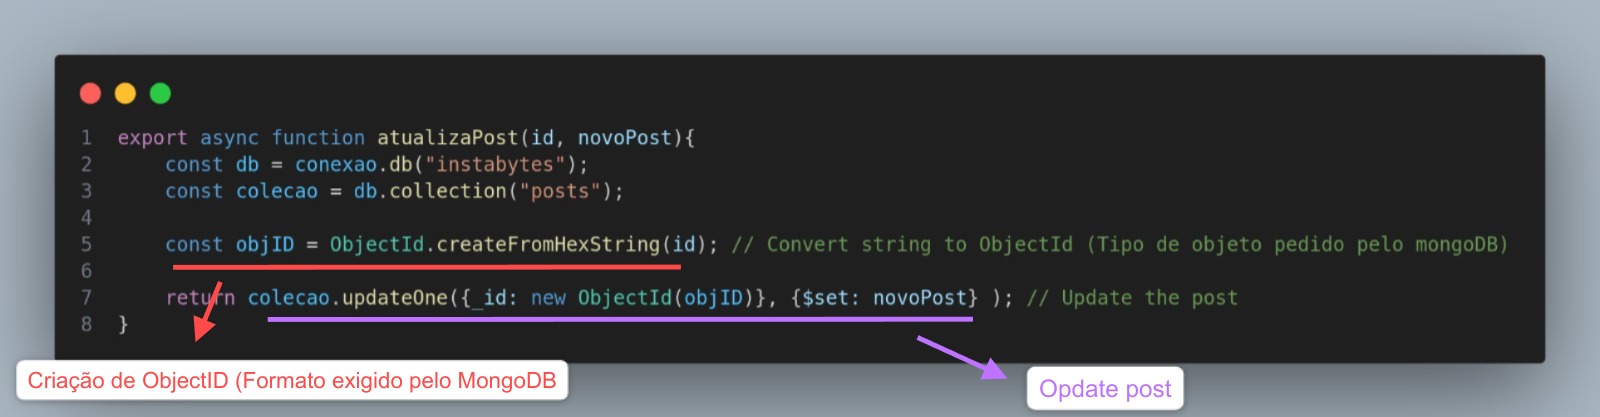 1 export async function atualizaPost(id, novoPost){
2     const db = conexao.db("instabytes");
3     const colecao = db.collection("posts");
4
5     const objID = ObjectId.createFromHexString(id); // Convert string to ObjectId (Tipo de objeto pedido pelo mongoDB)
6
7     return colecao.updateOne({_id: new ObjectId(objID)}, {$set: novoPost} ); // Update the post
8 }
Criação de ObjectID (Formato exigido pelo MongoDB
Opdate post